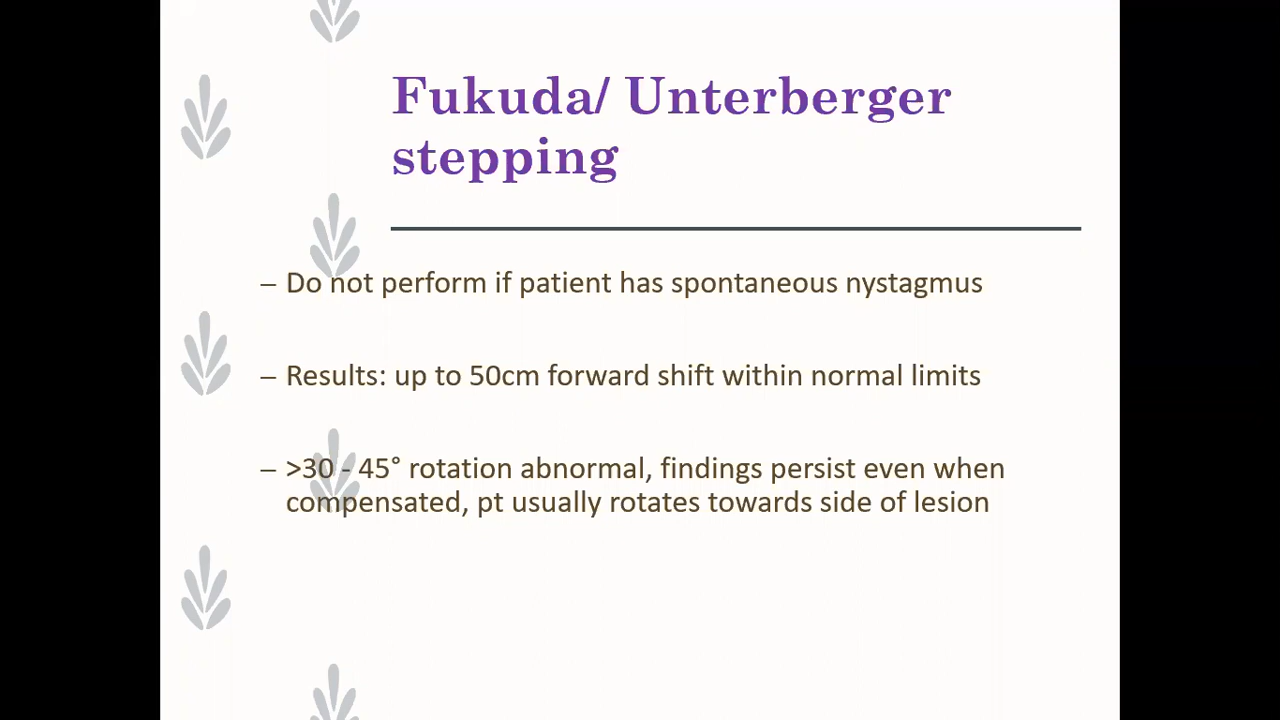 Fukuda/ Unterberger
stepping
– Do not perform if patient has spontaneous nystagmus
– Results: up to 50cm forward shift within normal limits
– >30 - 45° rotation abnormal, findings persist even when
compensated, pt usually rotates towards side of lesion